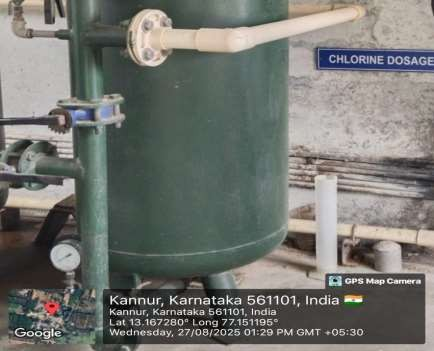 CHLORINE DOSAGE
GPS Map Camera
Kannur, Karnataka 561101, India
Kannur, Karnataka 561101, India
Lat 13.167280° Long 77.151195°
Wednesday, 27/08/2025 01:29 PM GMT +05:30
Google